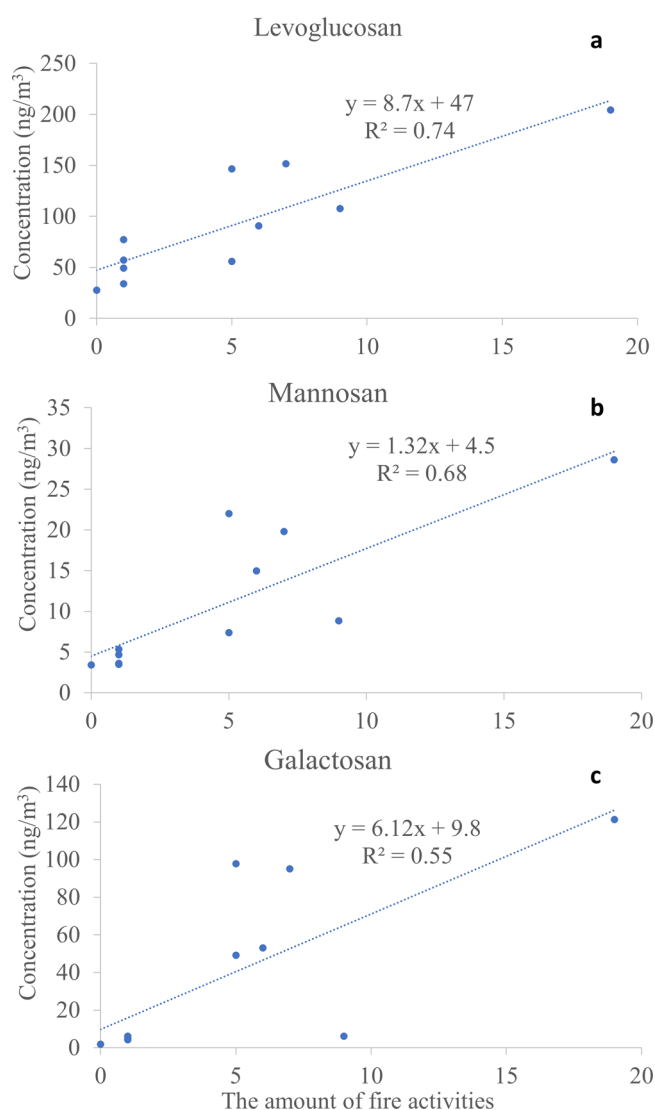 Levoglucosan
a
Concentration (ng/m³)
250
200
150
100
50
0
y = 8.7x + 47
R² = 0.74
0 5 10 15 20
Mannosan
b
Concentration (ng/m³)
35
30
25
20
15
10
5
0
y = 1.32x + 4.5
R² = 0.68
0 5 10 15 20
Galactosan
c
Concentration (ng/m³)
140
120
100
80
60
40
20
0
y = 6.12x + 9.8
R² = 0.55
0 5 10 15 20
The amount of fire activities